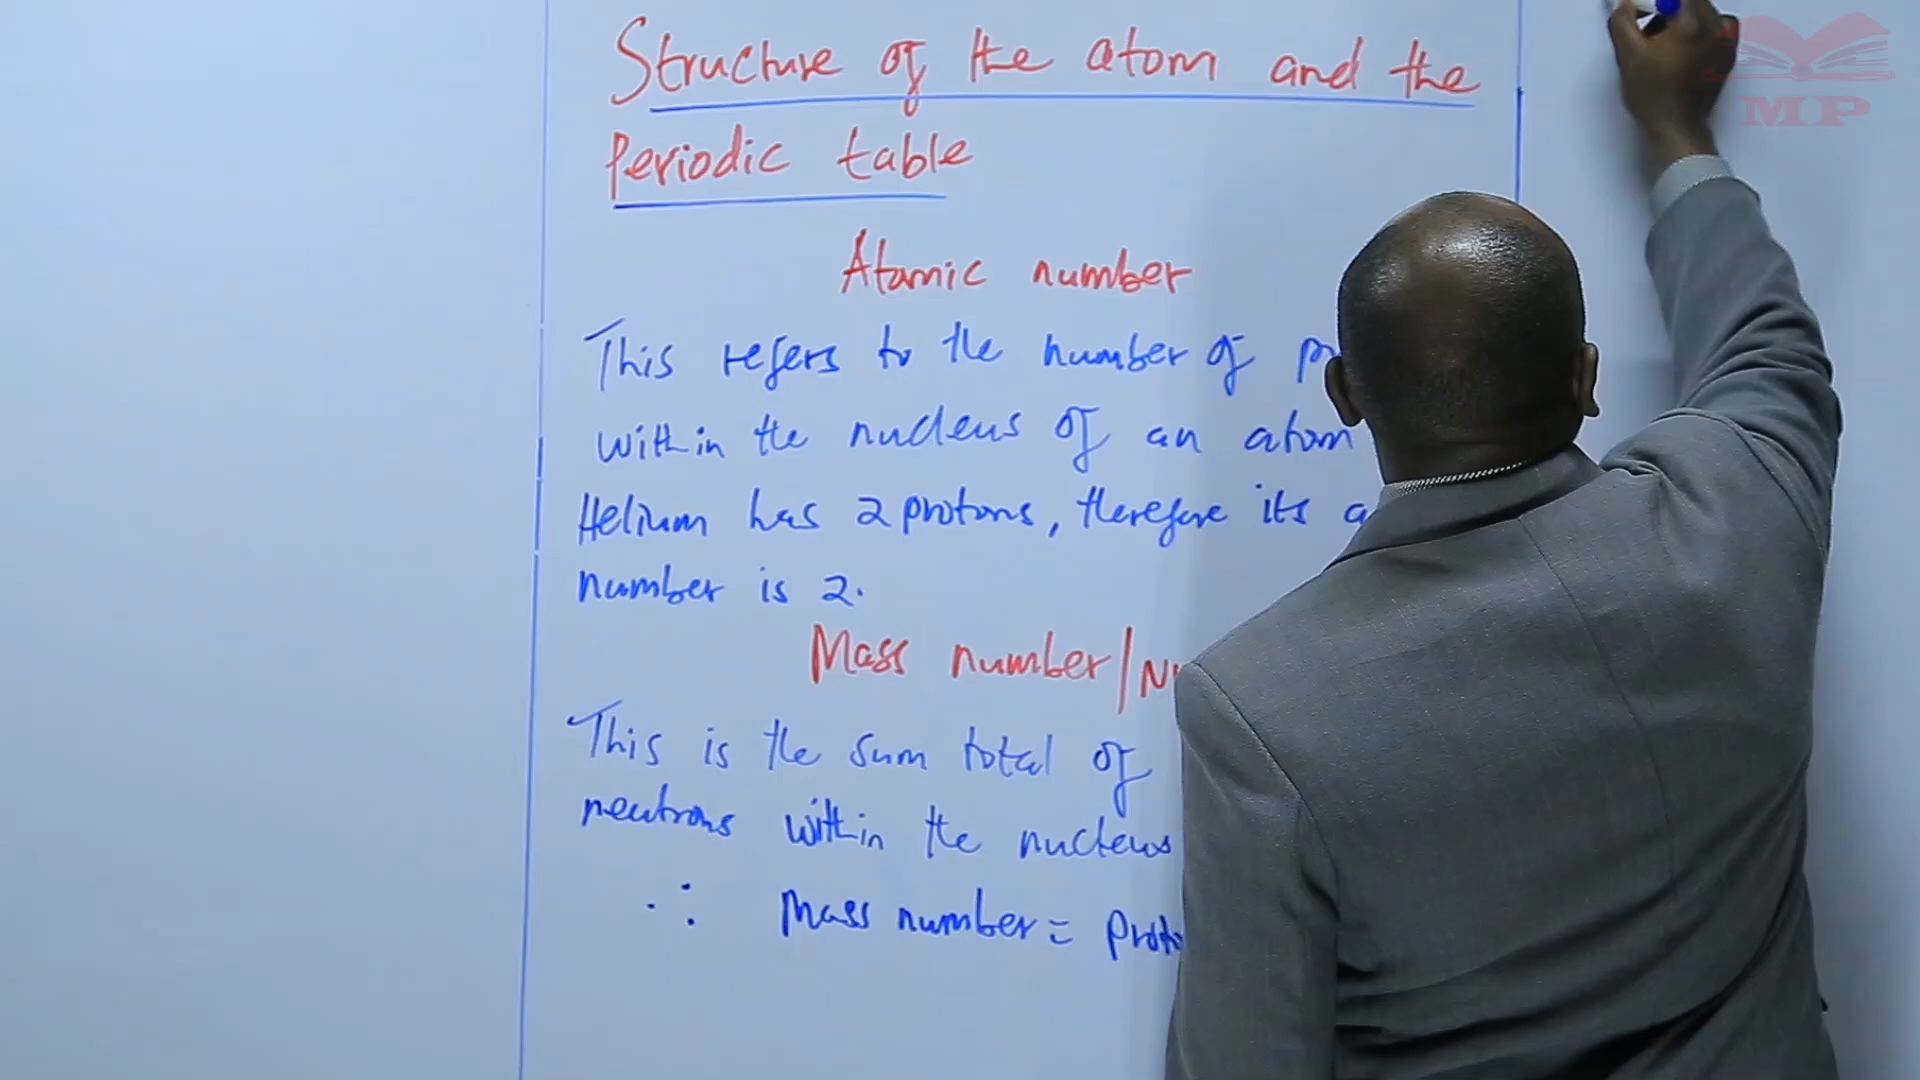 Structure of the atom and the
Periodic table
Atomic number
This refers to the number of
within the nucleus of an atom
Helium has 2 protons, therefore its
number is 2.
Mass number/
This is the sum total of
neutrons within the nucleus
∴ Mass number =
MP